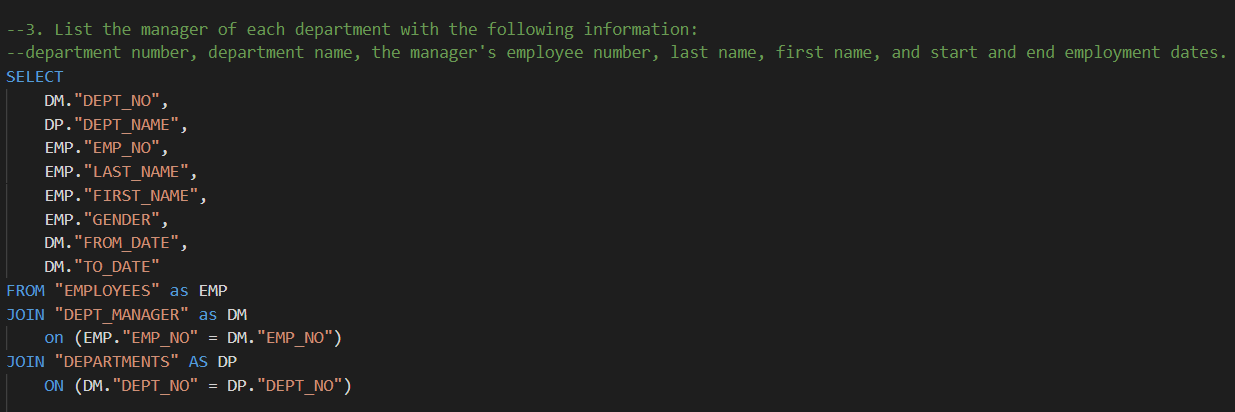 --3. List the manager of each department with the following information:
--department number, department name, the manager's employee number, last name, first name, and start and end employment dates.
SELECT
    DM."DEPT_NO",
    DP."DEPT_NAME",
    EMP."EMP_NO",
    EMP."LAST_NAME",
    EMP."FIRST_NAME",
    EMP."GENDER",
    DM."FROM_DATE",
    DM."TO_DATE"
FROM "EMPLOYEES" as EMP
JOIN "DEPT_MANAGER" as DM
    on (EMP."EMP_NO" = DM."EMP_NO")
JOIN "DEPARTMENTS" AS DP
    ON (DM."DEPT_NO" = DP."DEPT_NO")